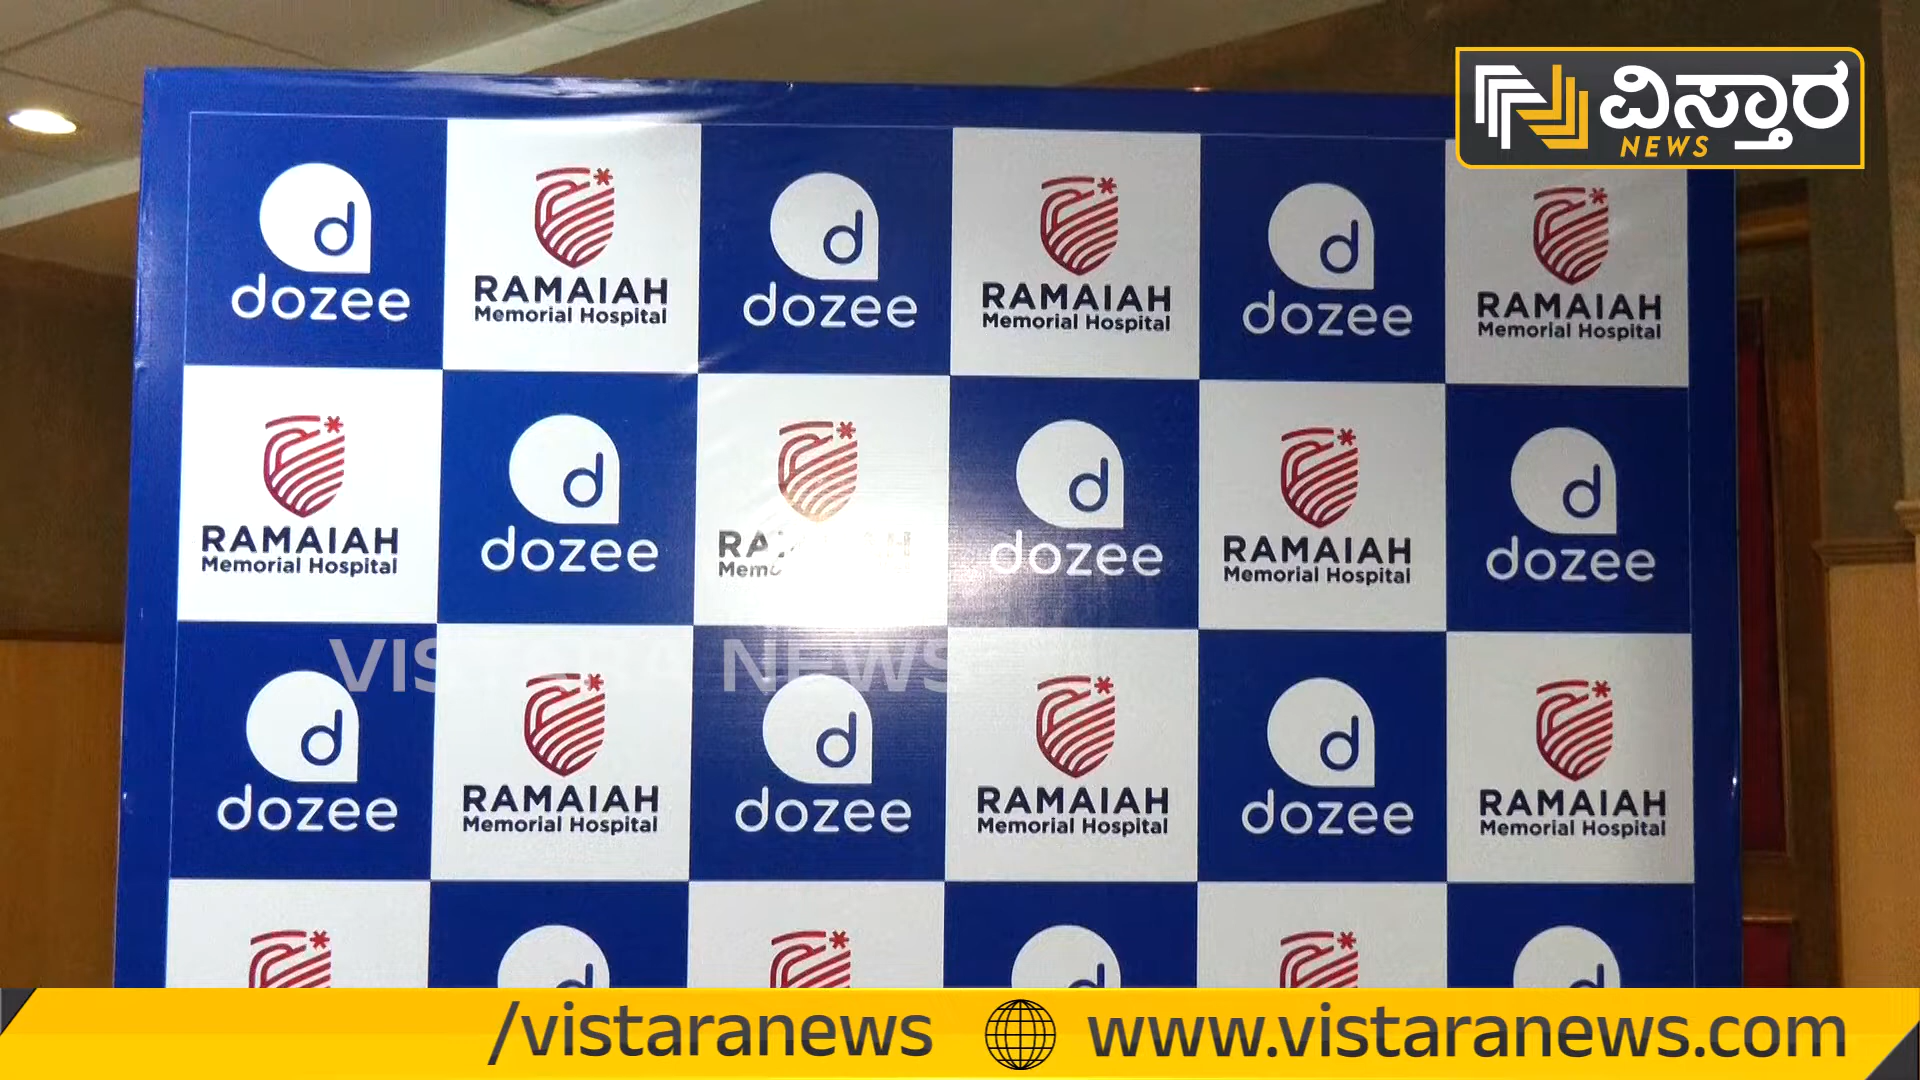 ವಿಸ್ತಾರ
NEWS
dozee
RAMAIAH
Memorial Hospital
dozee
RAMAIAH
Memorial Hospital
dozee
RAMAIAH
Memorial Hospital
RAMAIAH
Memorial Hospital
dozee
dozee
RAMAIAH
Memorial Hospital
dozee
VISTARA NEWS
dozee
RAMAIAH
Memorial Hospital
dozee
RAMAIAH
Memorial Hospital
dozee
RAMAIAH
Memorial Hospital
/vistaranews
www.vistaranews.com